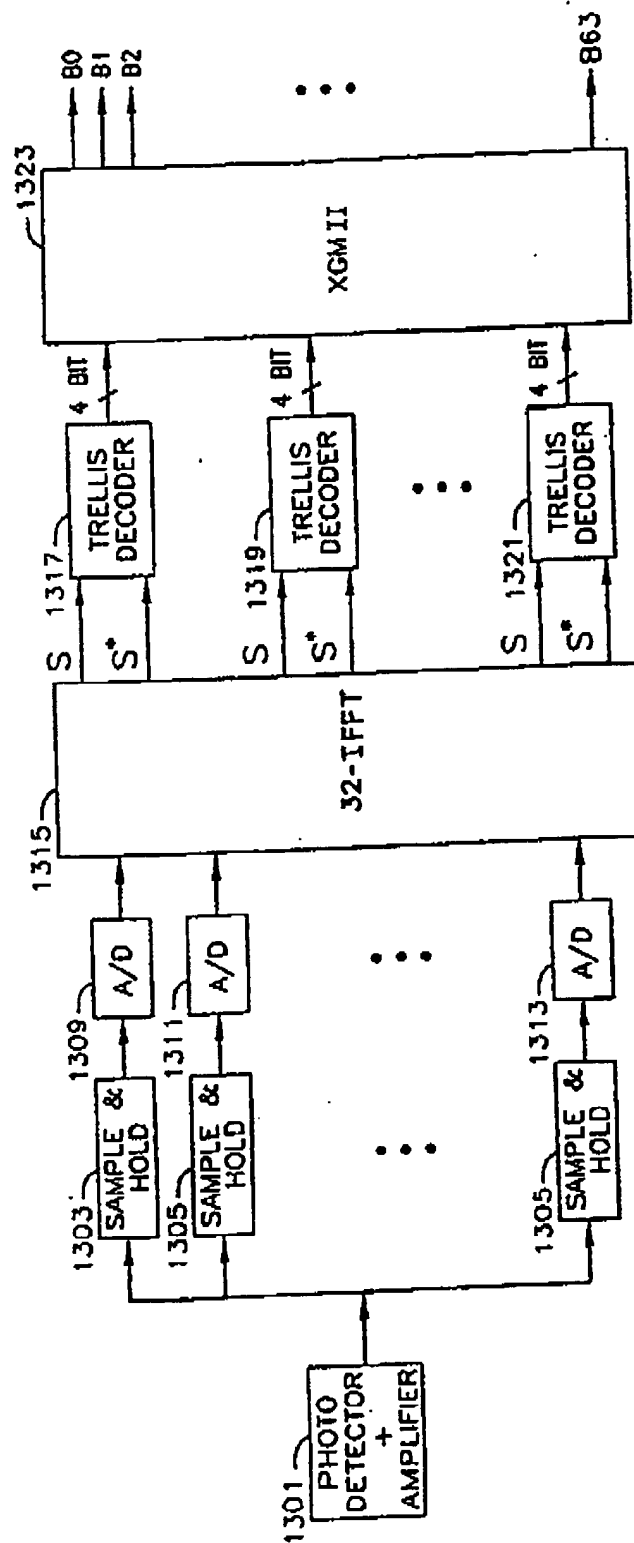 1301
PHOTO
DETECTOR
+
AMPLIFIER
1303
SAMPLE &
HOLD
1305
SAMPLE &
HOLD
1305
SAMPLE &
HOLD
1309
A/D
1311
A/D
1313
A/D
1315
32-IFFT
S
S*
S
S*
S
S*
1317
TRELLIS
DECODER
1319
TRELLIS
DECODER
1321
TRELLIS
DECODER
4 BIT
4 BIT
4 BIT
1323
XGMII
B0
B1
B2
B63